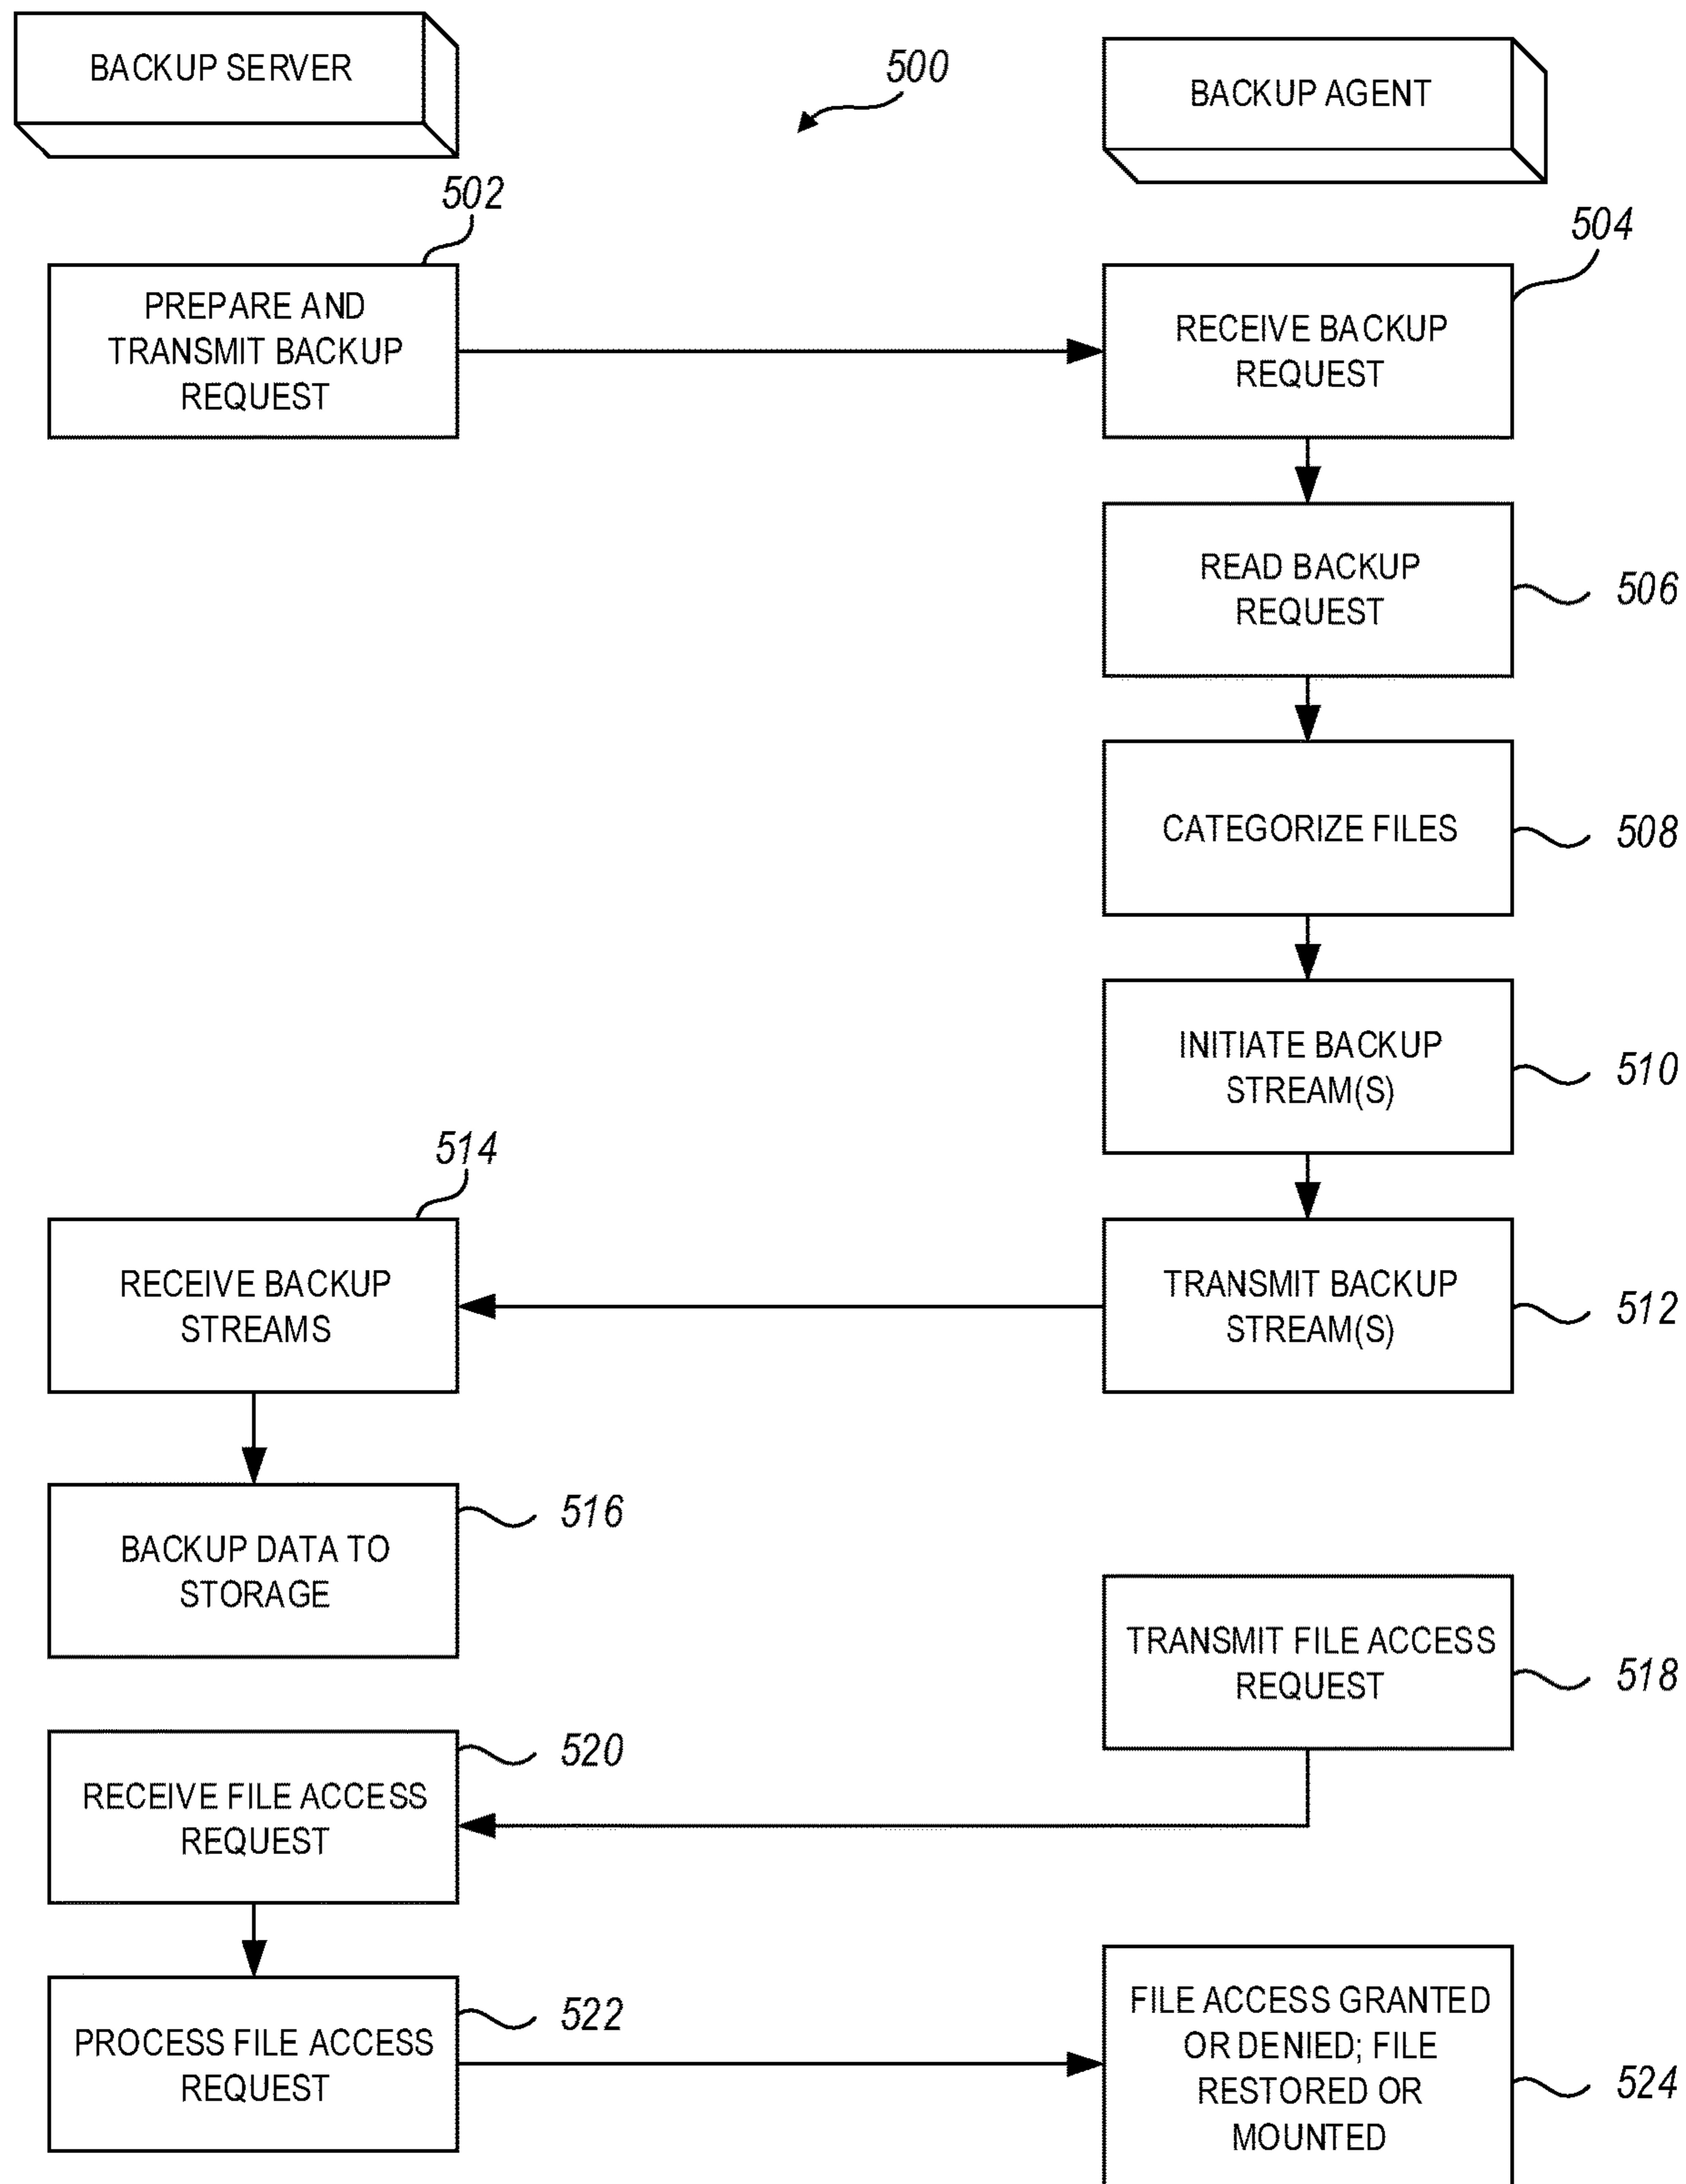 BACKUP SERVER
500
BACKUP AGENT
502
504
PREPARE AND
TRANSMIT BACKUP
REQUEST
RECEIVE BACKUP
REQUEST
READ BACKUP
REQUEST
506
CATEGORIZE FILES
508
INITIATE BACKUP
STREAM(S)
510
514
RECEIVE BACKUP
STREAMS
TRANSMIT BACKUP
STREAM(S)
512
BACKUP DATA TO
STORAGE
516
TRANSMIT FILE ACCESS
REQUEST
518
RECEIVE FILE ACCESS
REQUEST
520
PROCESS FILE ACCESS
REQUEST
522
FILE ACCESS GRANTED
OR DENIED; FILE
RESTORED OR
MOUNTED
524